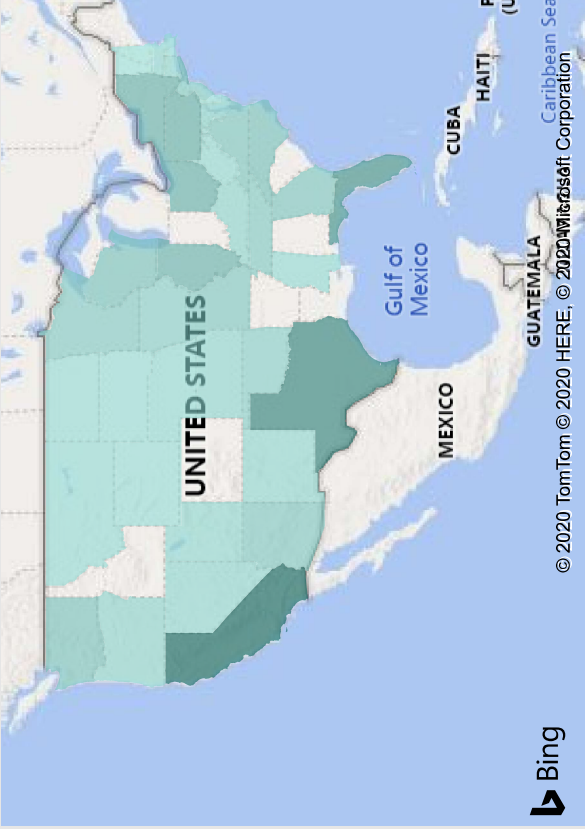 UNITED STATES
MEXICO
Gulf of
Mexico
CUBA
HAITI
Caribbean Sea
GUATEMALA
Bing
© 2020 TomTom © 2020 HERE, © 2020 Microsoft Corporation